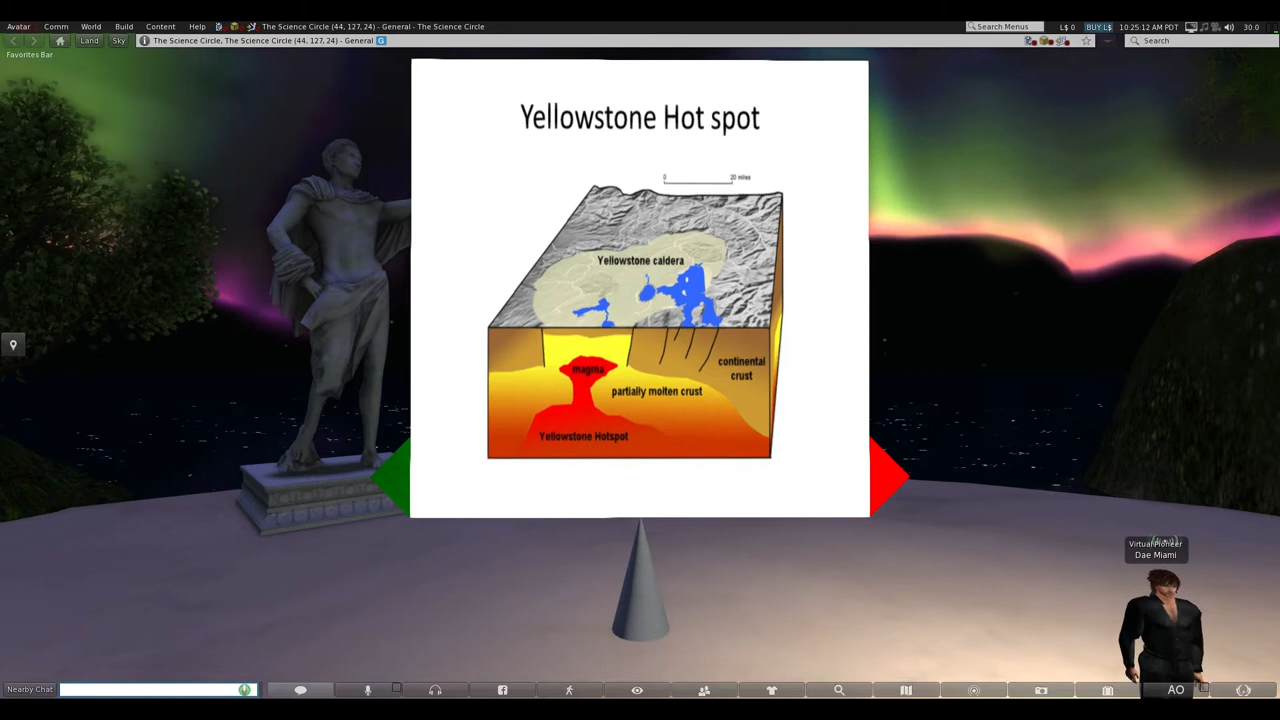 Avatar Comm World Build Content Help The Science Circle (44, 127, 24) - General - The Science Circle Search Menus L$ 0 BUY L$ 10:25:12 AM PDT 30.0
Land Sky The Science Circle, The Science Circle (44, 127, 24) - General G Search
Favorites Bar
Yellowstone Hot spot
0 20 miles
Yellowstone caldera
continental
crust
magma
partially molten crust
Yellowstone Hotspot
Virtual Pioneer
Dae Miami
Nearby Chat AO